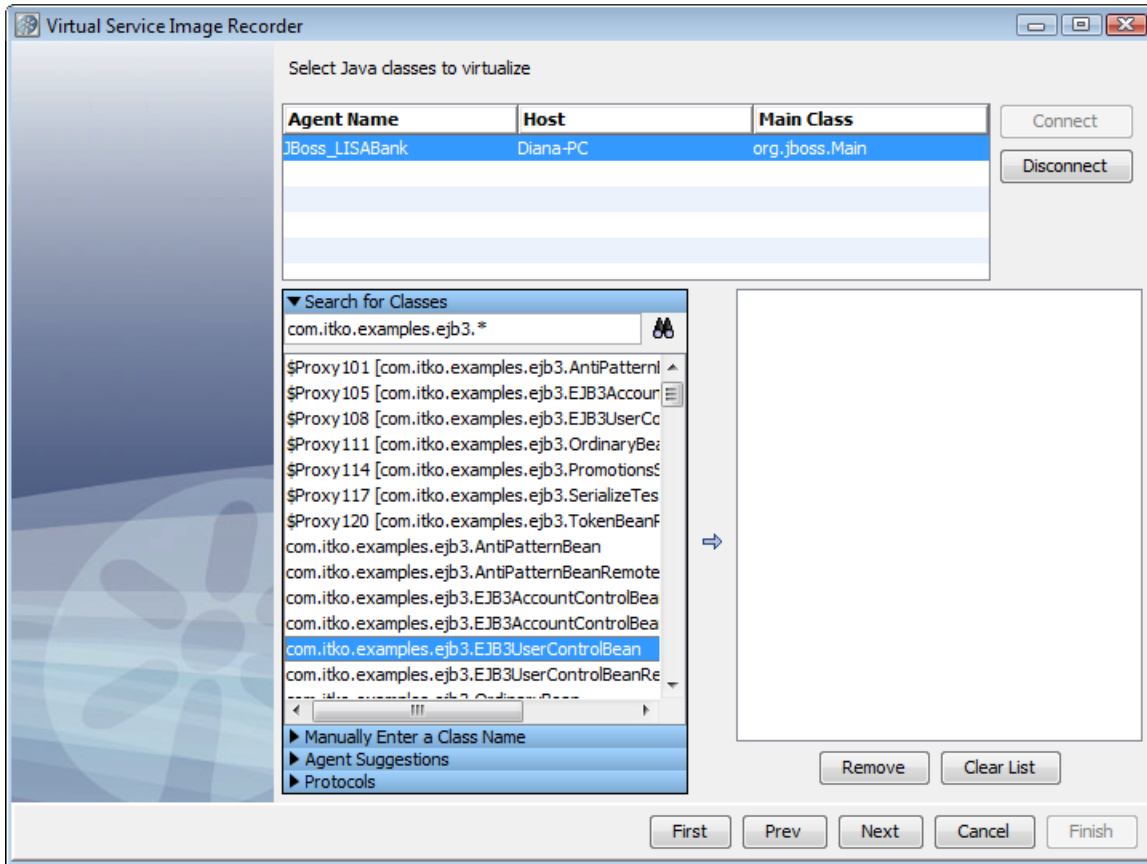 Virtual Service Image Recorder
Select Java classes to virtualize
Agent Name Host Main Class
JBoss_LISABank Diana-PC org.jboss.Main
Connect
Disconnect
Search for Classes
com.itko.examples.ejb3.*
$Proxy101 [com.itko.examples.ejb3.AntiPattern
$Proxy105 [com.itko.examples.ejb3.EJB3Accoun
$Proxy108 [com.itko.examples.ejb3.EJB3UserCo
$Proxy111 [com.itko.examples.ejb3.OrdinaryBea
$Proxy114 [com.itko.examples.ejb3.PromotionsS
$Proxy117 [com.itko.examples.ejb3.SerializeTes
$Proxy120 [com.itko.examples.ejb3.TokenBeanR
com.itko.examples.ejb3.AntiPatternBean
com.itko.examples.ejb3.AntiPatternBeanRemote
com.itko.examples.ejb3.EJB3AccountControlBea
com.itko.examples.ejb3.EJB3AccountControlBea
com.itko.examples.ejb3.EJB3UserControlBean
com.itko.examples.ejb3.EJB3UserControlBeanRe
Manually Enter a Class Name
Agent Suggestions
Protocols
Remove Clear List
First Prev Next Cancel Finish